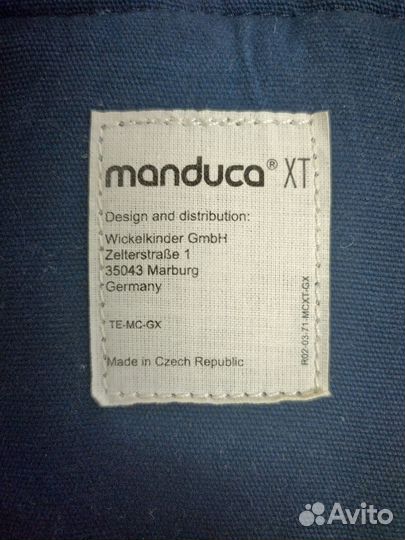 manduca® XT
Design and distribution:
Wickelkinder GmbH
Zelterstraße 1
35043 Marburg
Germany
TE-MC-GX
Made in Czech Republic
R02-03.71-MCXT-GX
Avito